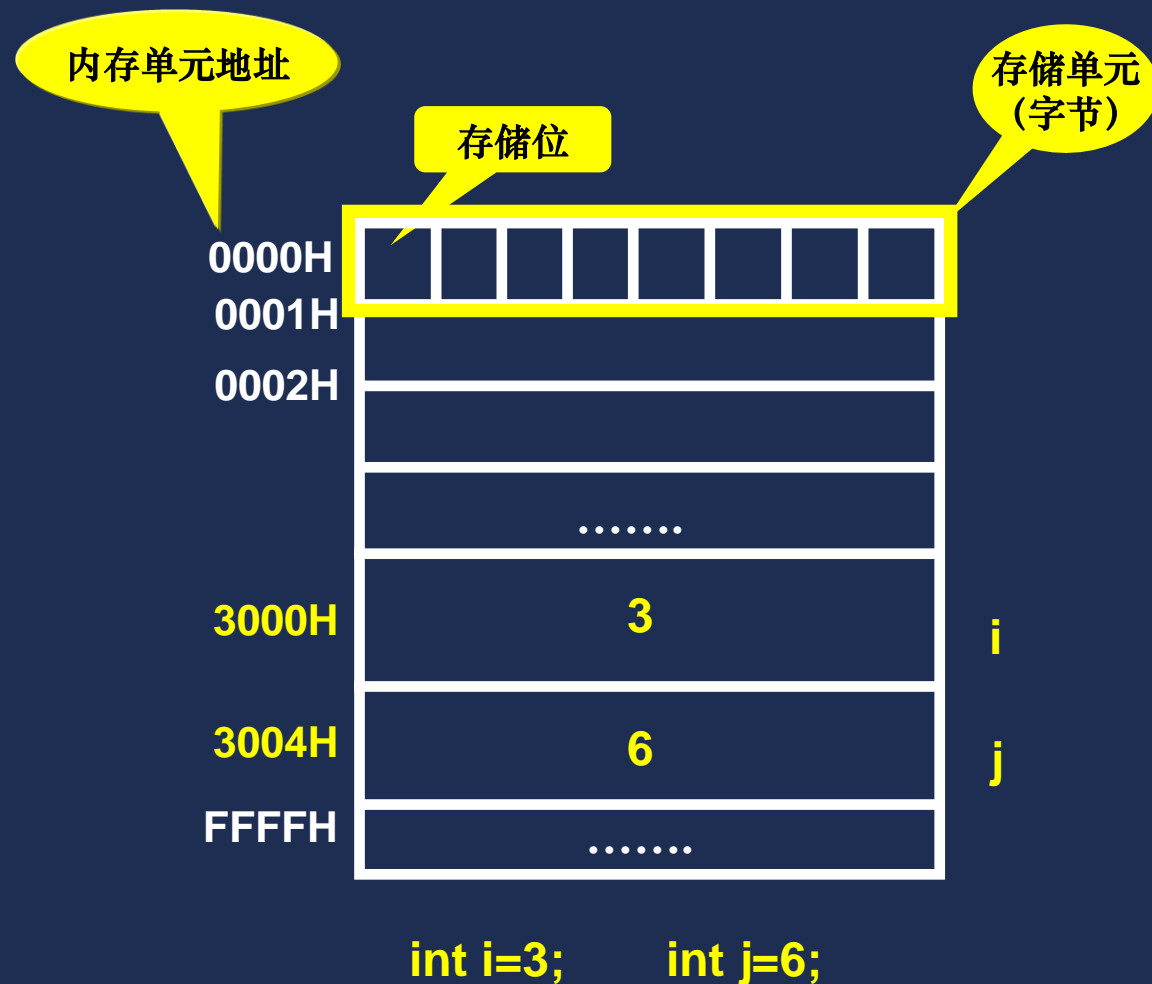 内存单元地址
存储单元
(字节)
存储位
0000H
0001H
0002H
…….
3000H 3 i
3004H 6 j
FFFFH …….
int i=3; int j=6;